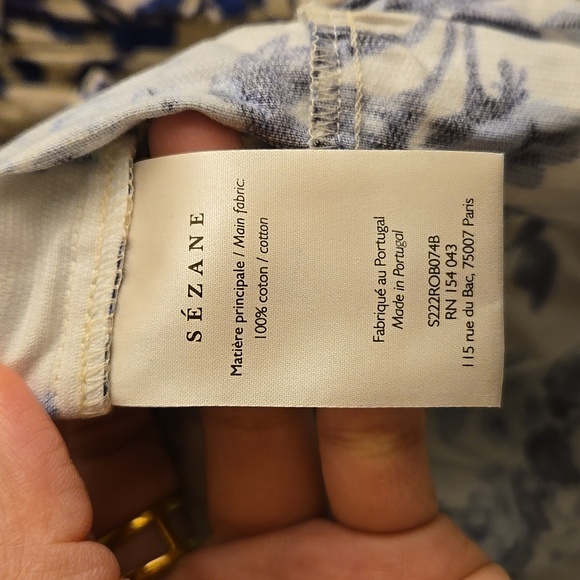 SÉZANE
Matière principale / Main fabric:
100% coton / cotton
Fabriqué au Portugal
Made in Portugal
S222ROB074B
RN 154 043
115 rue du Bac, 75007 Paris